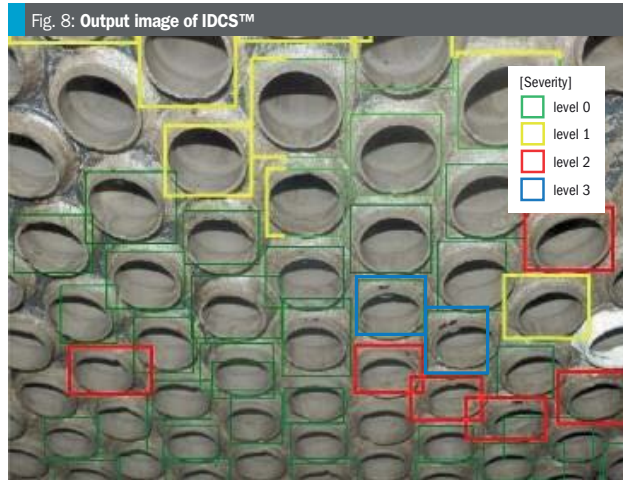 Fig. 8: Output image of IDCS™
[Severity]
level 0
level 1
level 2
level 3